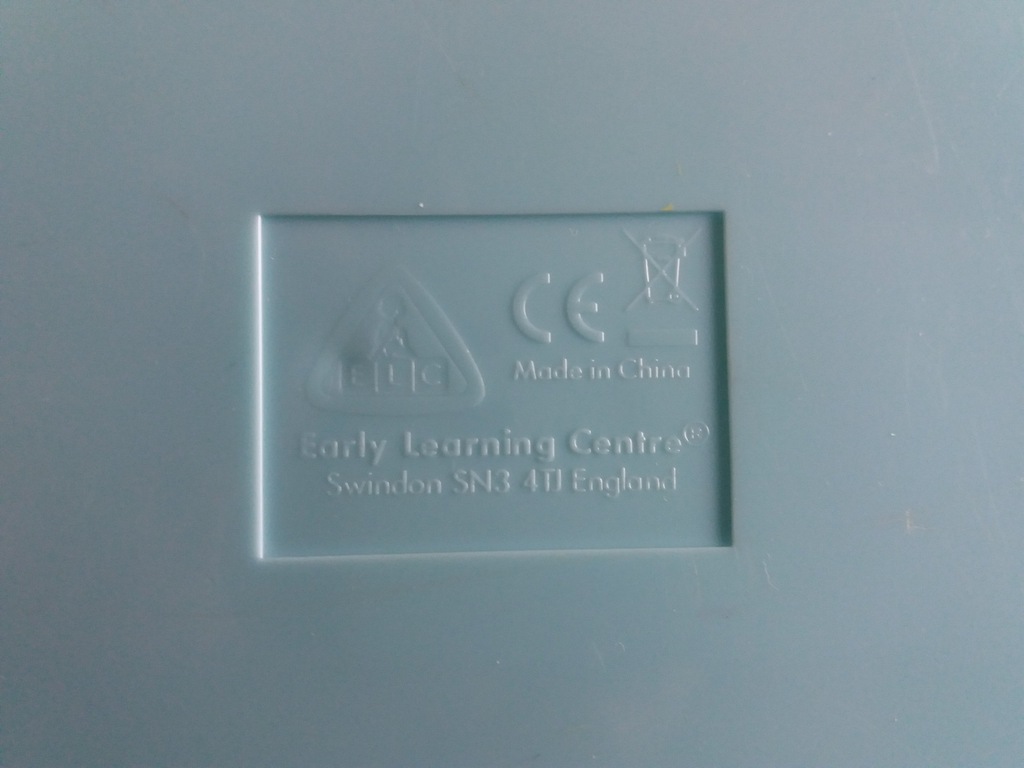 ELC
CE
Made in China
Early Learning Centre®
Swindon SN3 4TJ England